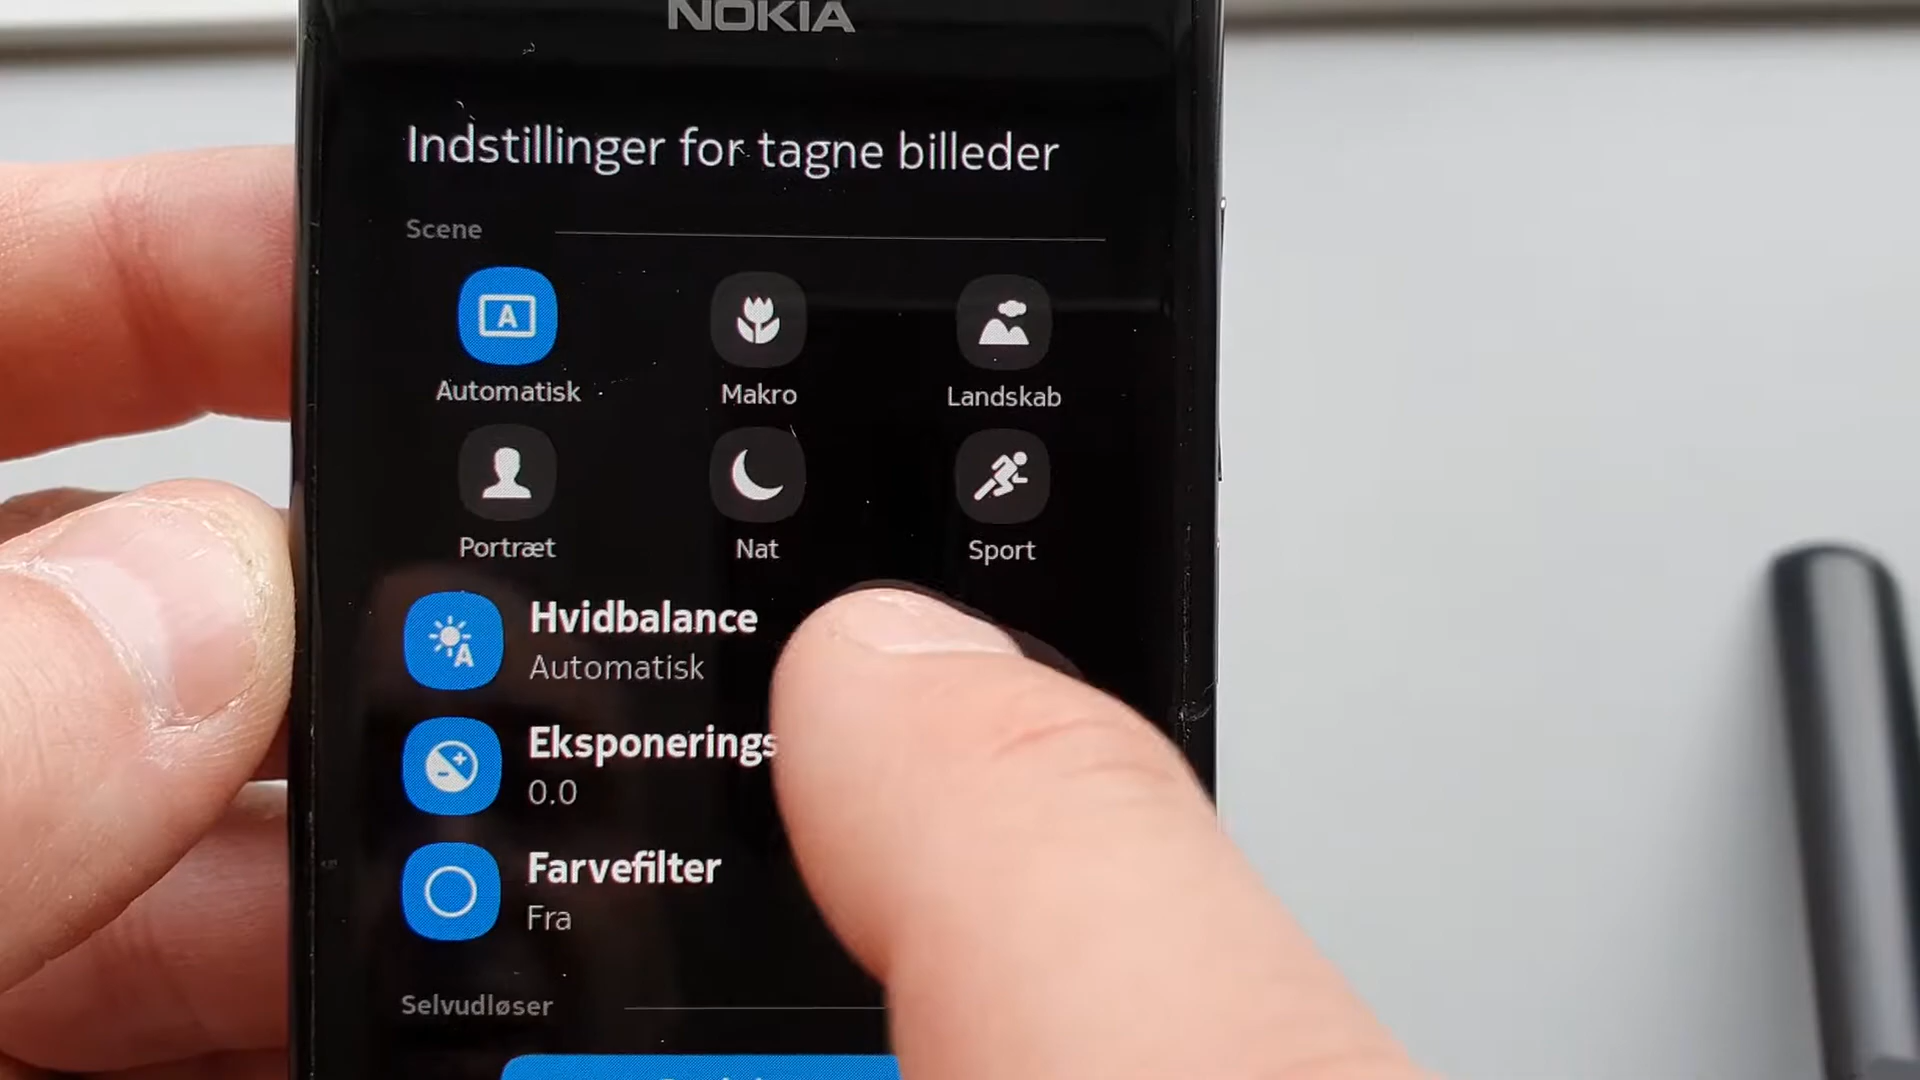 NOKIA
Indstillinger for tagne billeder
Scene
Automatisk
Makro
Landskab
Portræt
Nat
Sport
Hvidbalance
Automatisk
Eksponerings
0.0
Farvefilter
Fra
Selvudløser